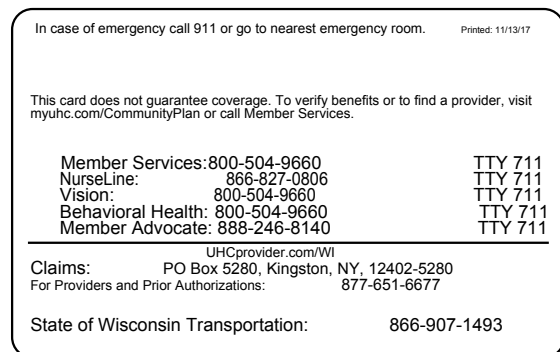 In case of emergency call 911 or go to nearest emergency room. Printed: 11/13/17
This card does not guarantee coverage. To verify benefits or to find a provider, visit
myuhc.com/CommunityPlan or call Member Services.
Member Services:800-504-9660 TTY 711
NurseLine: 866-827-0806 TTY 711
Vision: 800-504-9660 TTY 711
Behavioral Health: 800-504-9660 TTY 711
Member Advocate: 888-246-8140 TTY 711
UHCprovider.com/WI
Claims: PO Box 5280, Kingston, NY, 12402-5280
For Providers and Prior Authorizations: 877-651-6677
State of Wisconsin Transportation: 866-907-1493